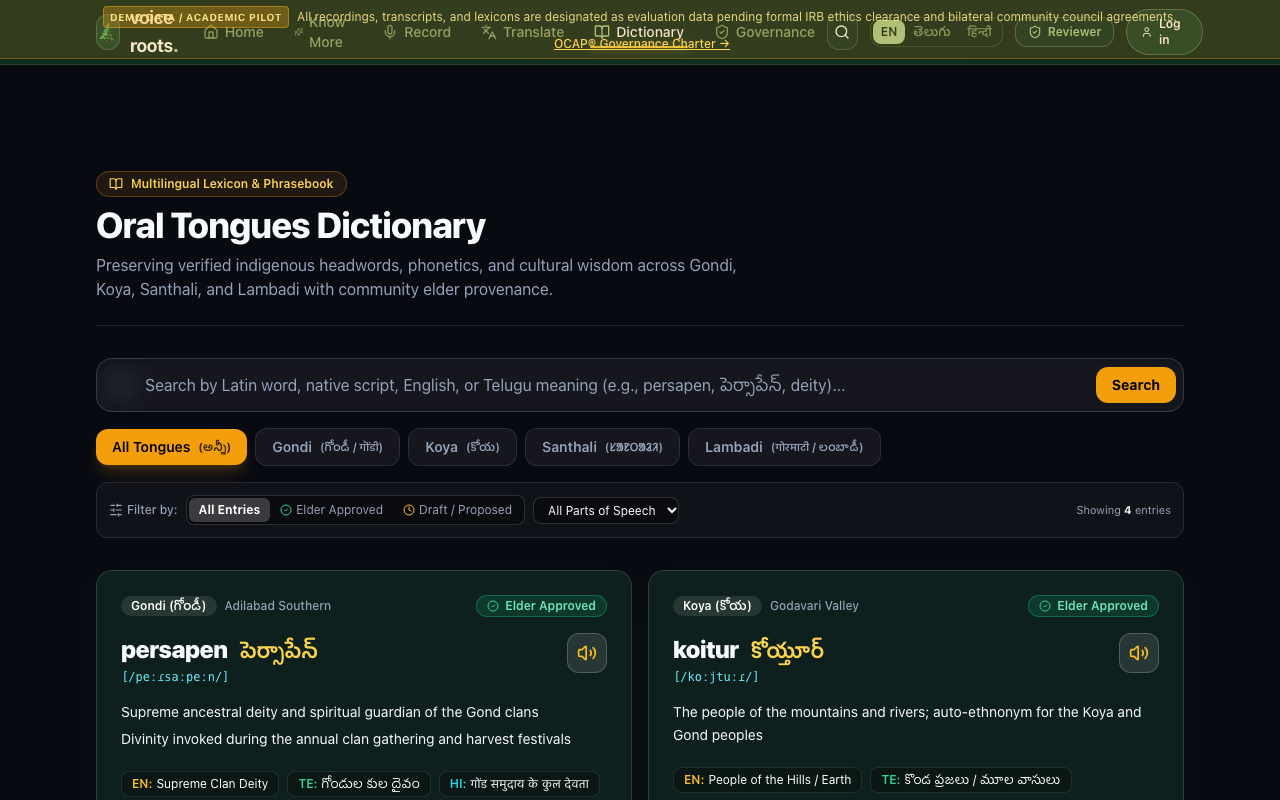 DEMO DATA / ACADEMIC PILOT All recordings, transcripts, and lexicons are designated as evaluation data pending formal IRB ethics clearance and bilateral community council agreements.
OCAP® Governance Charter →
voice roots.
Home
Know More
Record
Translate
Dictionary
Governance
EN తెలుగు हिन्दी
Reviewer
Log in
Multilingual Lexicon & Phrasebook
Oral Tongues Dictionary
Preserving verified indigenous headwords, phonetics, and cultural wisdom across Gondi,
Koya, Santhali, and Lambadi with community elder provenance.
Search by Latin word, native script, English, or Telugu meaning (e.g., persapen, పెర్సాపేన్, deity)...
Search
All Tongues (అన్నీ)
Gondi (గోండీ / गोंडी)
Koya (కోయ)
Santhali
Lambadi (गोरमाटी / లంబాడీ)
Filter by: All Entries Elder Approved Draft / Proposed All Parts of Speech
Showing 4 entries
Gondi (గోండీ) Adilabad Southern Elder Approved
persapen పెర్సాపేన్
[/peːɾsaːpeːn/]
Supreme ancestral deity and spiritual guardian of the Gond clans
Divinity invoked during the annual clan gathering and harvest festivals
EN: Supreme Clan Deity TE: గోండుల కుల దైవం HI: गोंड समुदाय के कुल देवता
Koya (కోయ) Godavari Valley Elder Approved
koitur కోయ్తూర్
[/koːjtuːɾ/]
The people of the mountains and rivers; auto-ethnonym for the Koya and
Gond peoples
EN: People of the Hills / Earth TE: కొండ ప్రజలు / మూల వాసులు